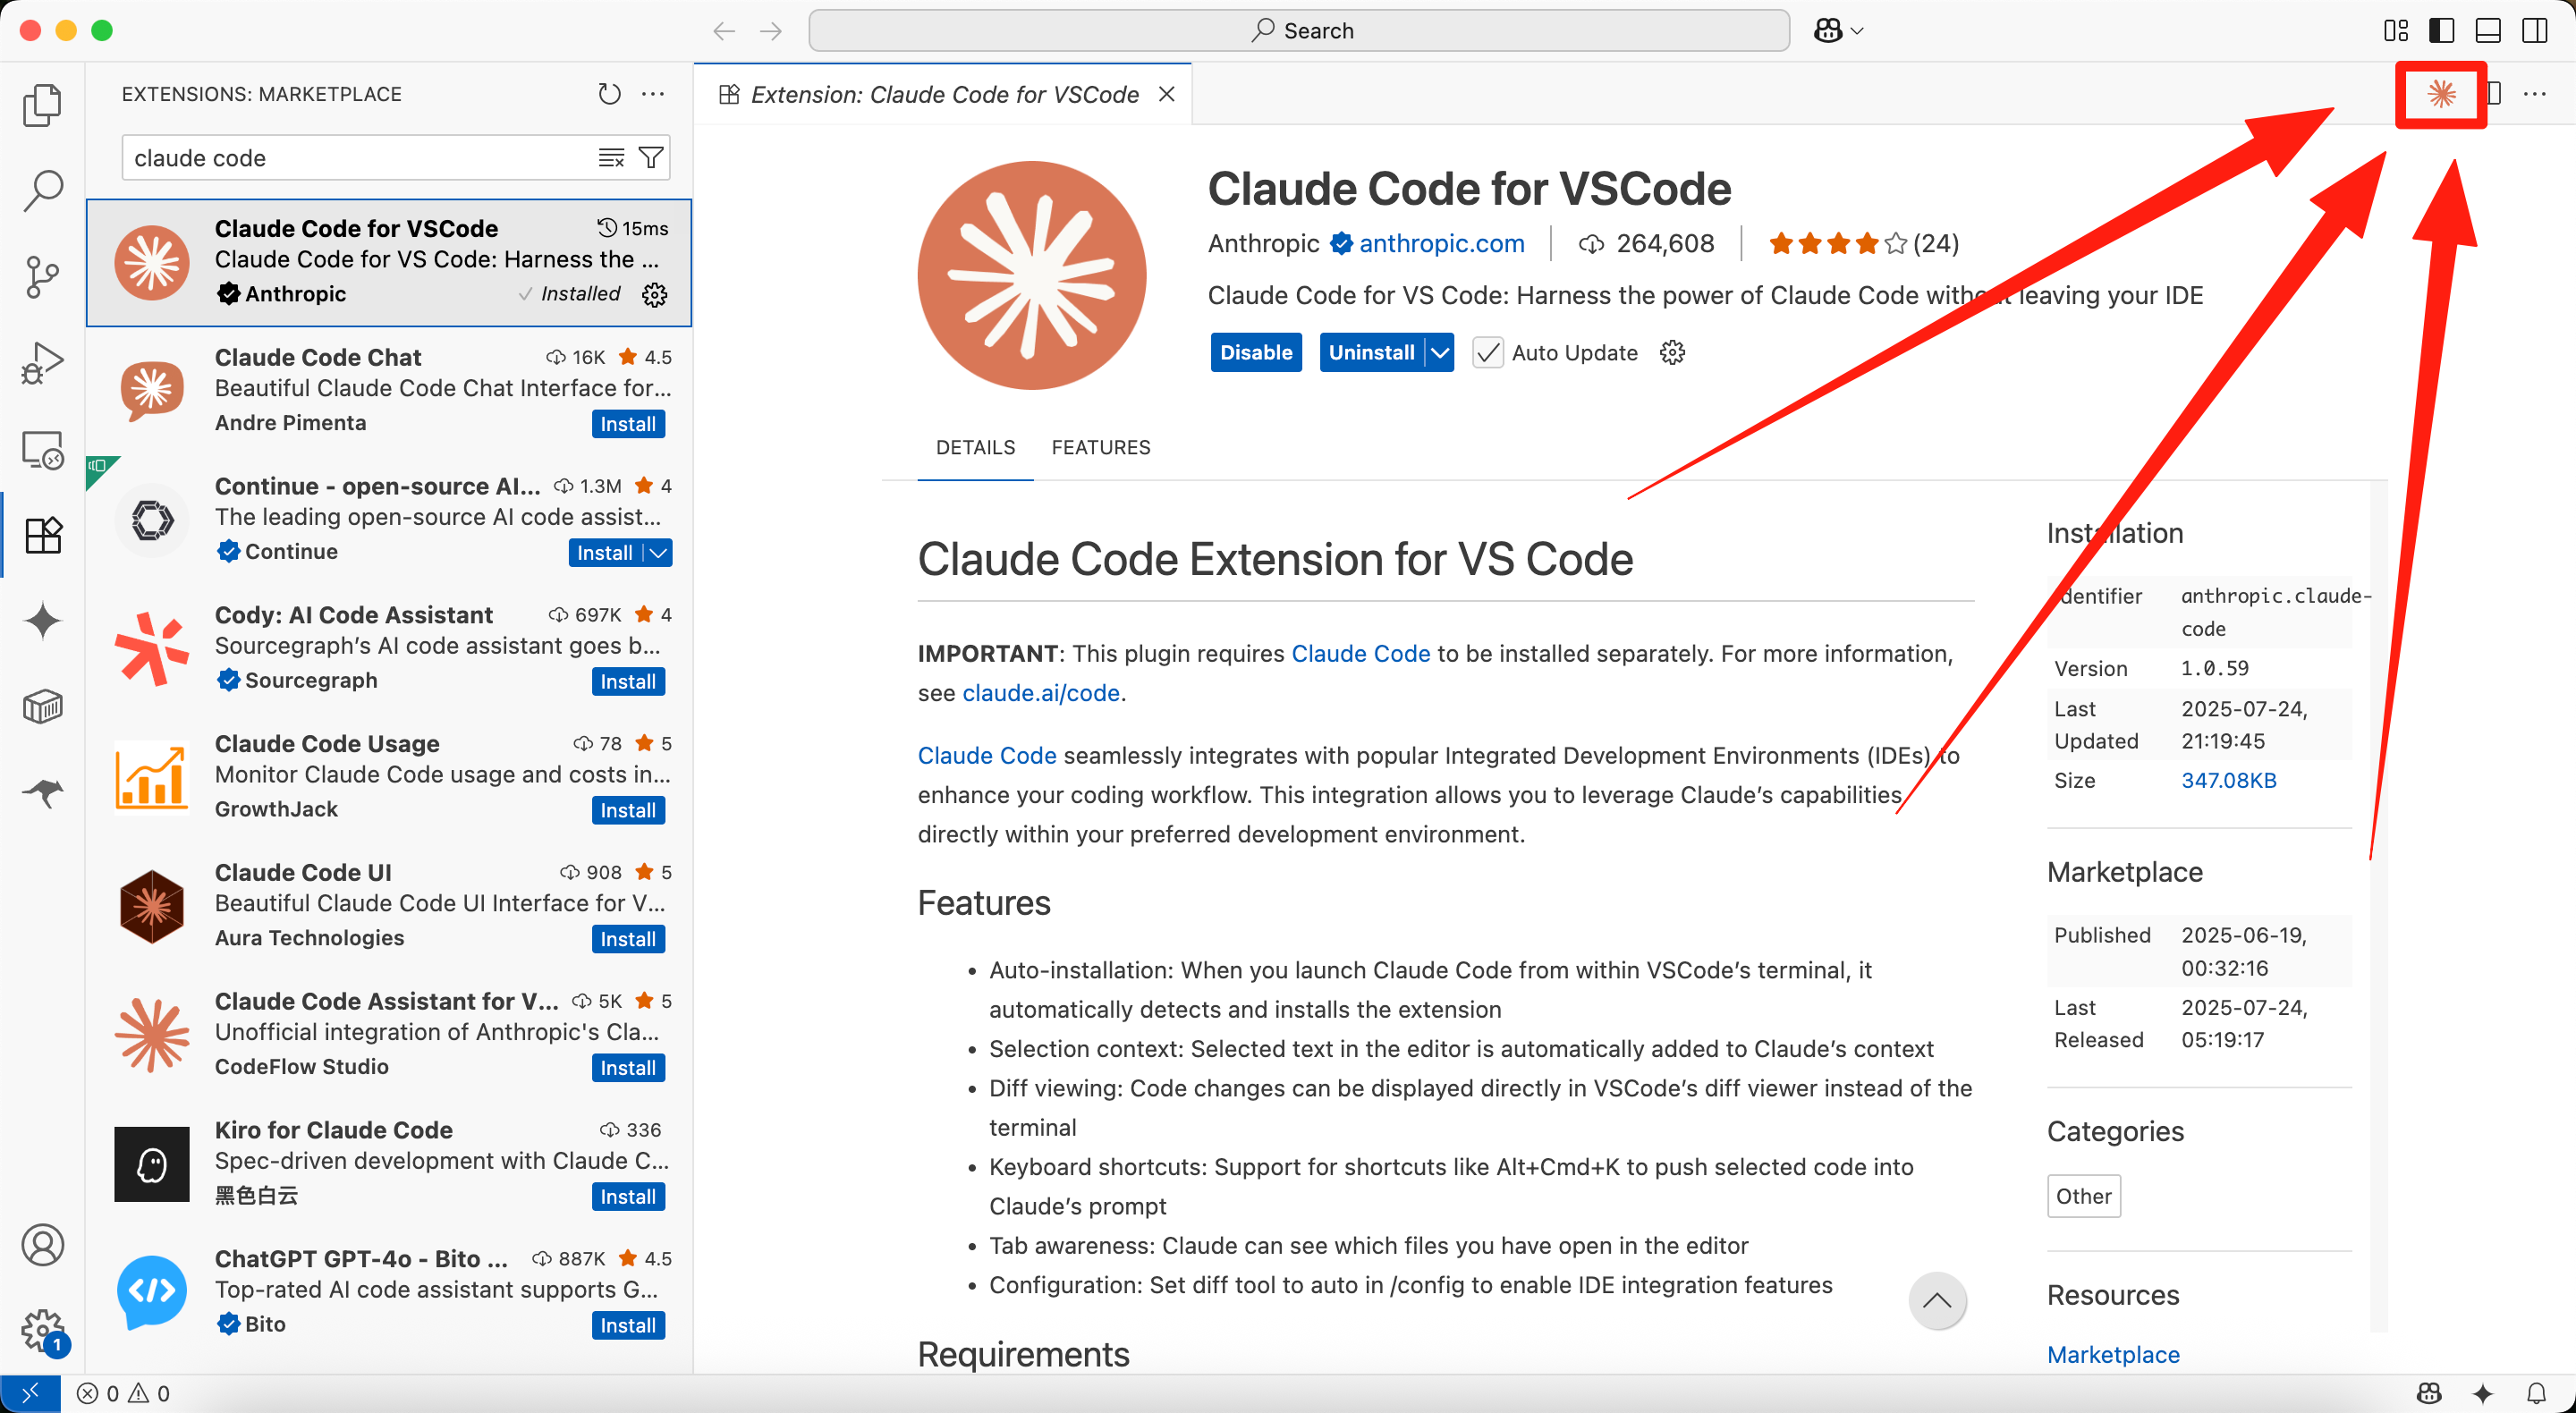 Search
EXTENSIONS: MARKETPLACE
claude code
Claude Code for VSCode 15ms
Claude Code for VS Code: Harness the ...
Anthropic Installed
Claude Code Chat 16K 4.5
Beautiful Claude Code Chat Interface for...
Andre Pimenta Install
Continue - open-source AI... 1.3M 4
The leading open-source AI code assist...
Continue Install
Cody: AI Code Assistant 697K 4
Sourcegraph’s AI code assistant goes b...
Sourcegraph Install
Claude Code Usage 78 5
Monitor Claude Code usage and costs in...
GrowthJack Install
Claude Code UI 908 5
Beautiful Claude Code UI Interface for V...
Aura Technologies Install
Claude Code Assistant for V... 5K 5
Unofficial integration of Anthropic's Cla...
CodeFlow Studio Install
Kiro for Claude Code 336
Spec-driven development with Claude C...
黑色白云 Install
ChatGPT GPT-4o - Bito ... 887K 4.5
Top-rated AI code assistant supports G...
Bito Install
1
0 0
Extension: Claude Code for VSCode
Claude Code for VSCode
Anthropic anthropic.com 264,608 (24)
Claude Code for VS Code: Harness the power of Claude Code without leaving your IDE
Disable Uninstall Auto Update
DETAILS FEATURES
Claude Code Extension for VS Code
IMPORTANT: This plugin requires Claude Code to be installed separately. For more information,
see claude.ai/code.
Claude Code seamlessly integrates with popular Integrated Development Environments (IDEs) to
enhance your coding workflow. This integration allows you to leverage Claude’s capabilities
directly within your preferred development environment.
Features
• Auto-installation: When you launch Claude Code from within VSCode’s terminal, it
automatically detects and installs the extension
• Selection context: Selected text in the editor is automatically added to Claude’s context
• Diff viewing: Code changes can be displayed directly in VSCode’s diff viewer instead of the
terminal
• Keyboard shortcuts: Support for shortcuts like Alt+Cmd+K to push selected code into
Claude’s prompt
• Tab awareness: Claude can see which files you have open in the editor
• Configuration: Set diff tool to auto in /config to enable IDE integration features
Requirements
Installation
Identifier anthropic.claude-
code
Version 1.0.59
Last 2025-07-24,
Updated 21:19:45
Size 347.08KB
Marketplace
Published 2025-06-19,
00:32:16
Last 2025-07-24,
Released 05:19:17
Categories
Other
Resources
Marketplace